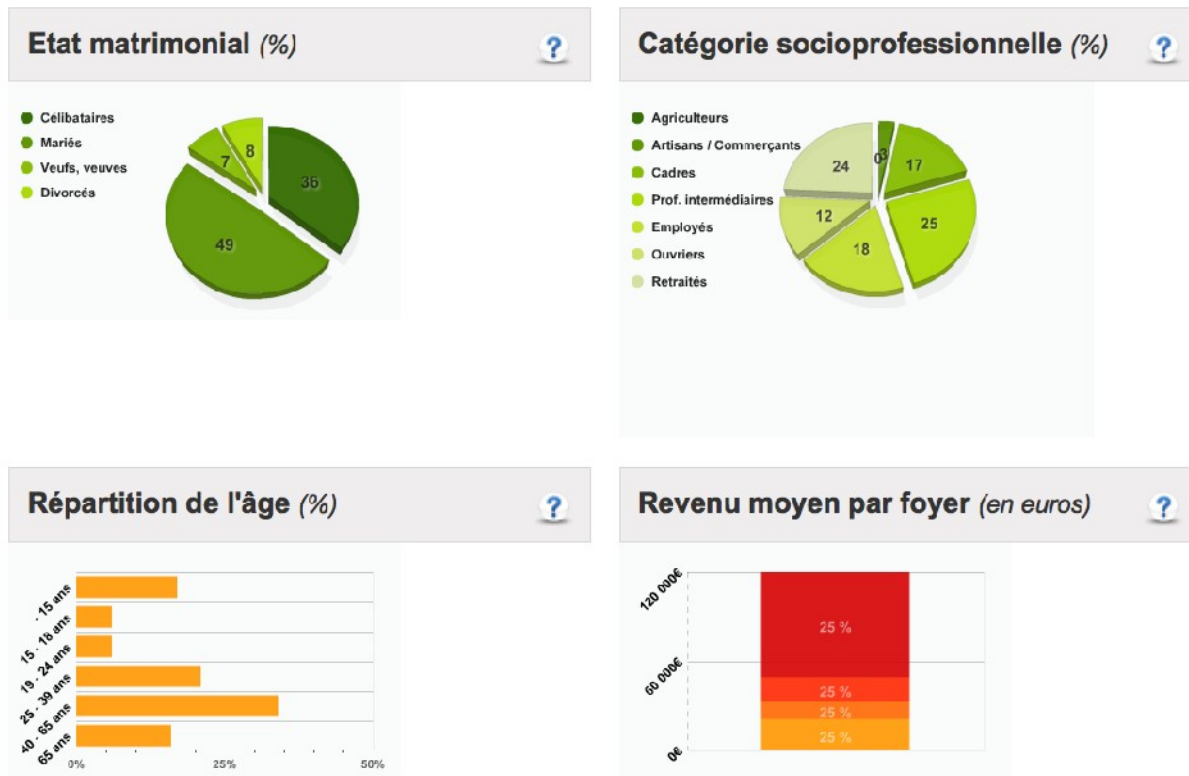 Etat matrimonial (%)
?
Célibataires
Mariés
Veufs, veuves
Divorcés
7
8
36
49
Catégorie socioprofessionnelle (%)
?
Agriculteurs
Artisans / Commerçants
Cadres
Prof. intermédiaires
Employés
Ouvriers
Retraités
0
3
17
25
18
12
24
Répartition de l'âge (%)
?
- 15 ans
15 - 18 ans
19 - 24 ans
25 - 39 ans
40 - 65 ans
65 ans
0%
25%
50%
Revenu moyen par foyer (en euros)
?
120 000€
60 000€
0€
25 %
25 %
25 %
25 %